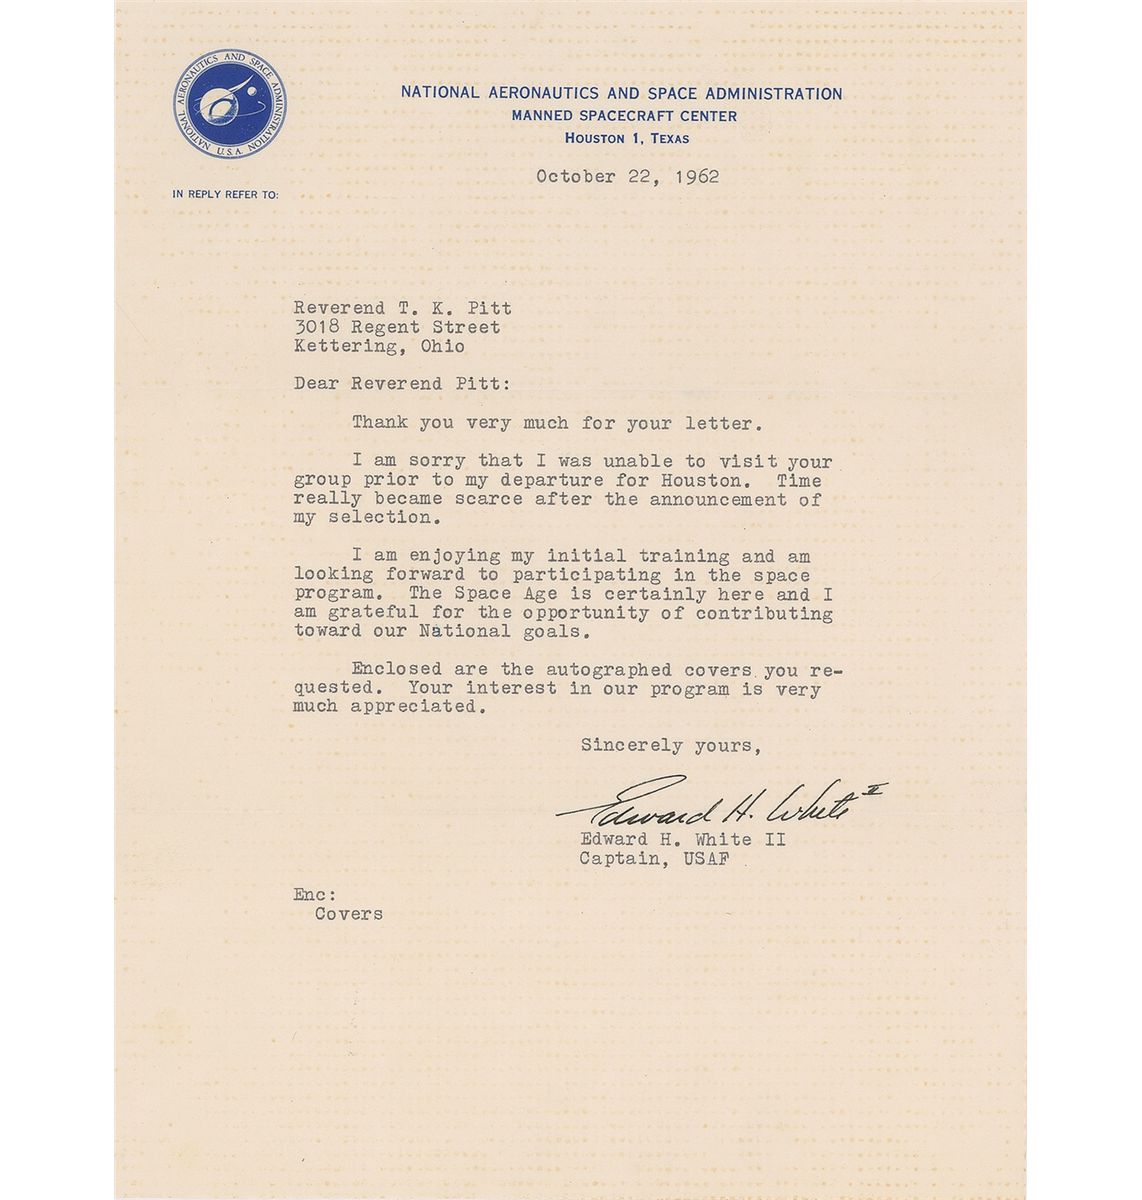 NATIONAL AERONAUTICS AND SPACE ADMINISTRATION
U.S.A.
NATIONAL AERONAUTICS AND SPACE ADMINISTRATION
MANNED SPACECRAFT CENTER
HOUSTON 1, TEXAS
October 22, 1962
IN REPLY REFER TO:
Reverend T. K. Pitt
3018 Regent Street
Kettering, Ohio
Dear Reverend Pitt:
Thank you very much for your letter.
I am sorry that I was unable to visit your
group prior to my departure for Houston. Time
really became scarce after the announcement of
my selection.
I am enjoying my initial training and am
looking forward to participating in the space
program. The Space Age is certainly here and I
am grateful for the opportunity of contributing
toward our National goals.
Enclosed are the autographed covers you re-
quested. Your interest in our program is very
much appreciated.
Sincerely yours,
Edward H. White II
Edward H. White II
Captain, USAF
Enc:
Covers